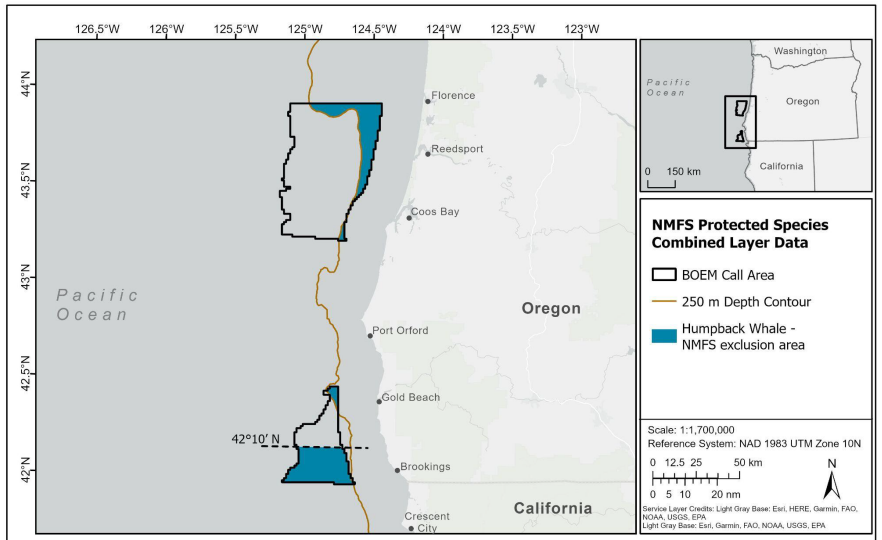 126.5°W 126°W 125.5°W 125°W 124.5°W 124°W 123.5°W 123°W
44°N
43.5°N
43°N
42.5°N
42°N
Florence
Reedsport
Coos Bay
Pacific
Ocean
Oregon
Port Orford
Gold Beach
42°10' N
Brookings
California
Crescent
City
Washington
Pacific
Ocean
Oregon
California
0 150 km
NMFS Protected Species
Combined Layer Data
BOEM Call Area
250 m Depth Contour
Humpback Whale -
NMFS exclusion area
Scale: 1:1,700,000
Reference System: NAD 1983 UTM Zone 10N
0 12.5 25 50 km
N
0 5 10 20 nm
Service Layer Credits: Light Gray Base: Esri, HERE, Garmin, FAO,
NOAA, USGS, EPA
Light Gray Base: Esri, Garmin, FAO, NOAA, USGS, EPA